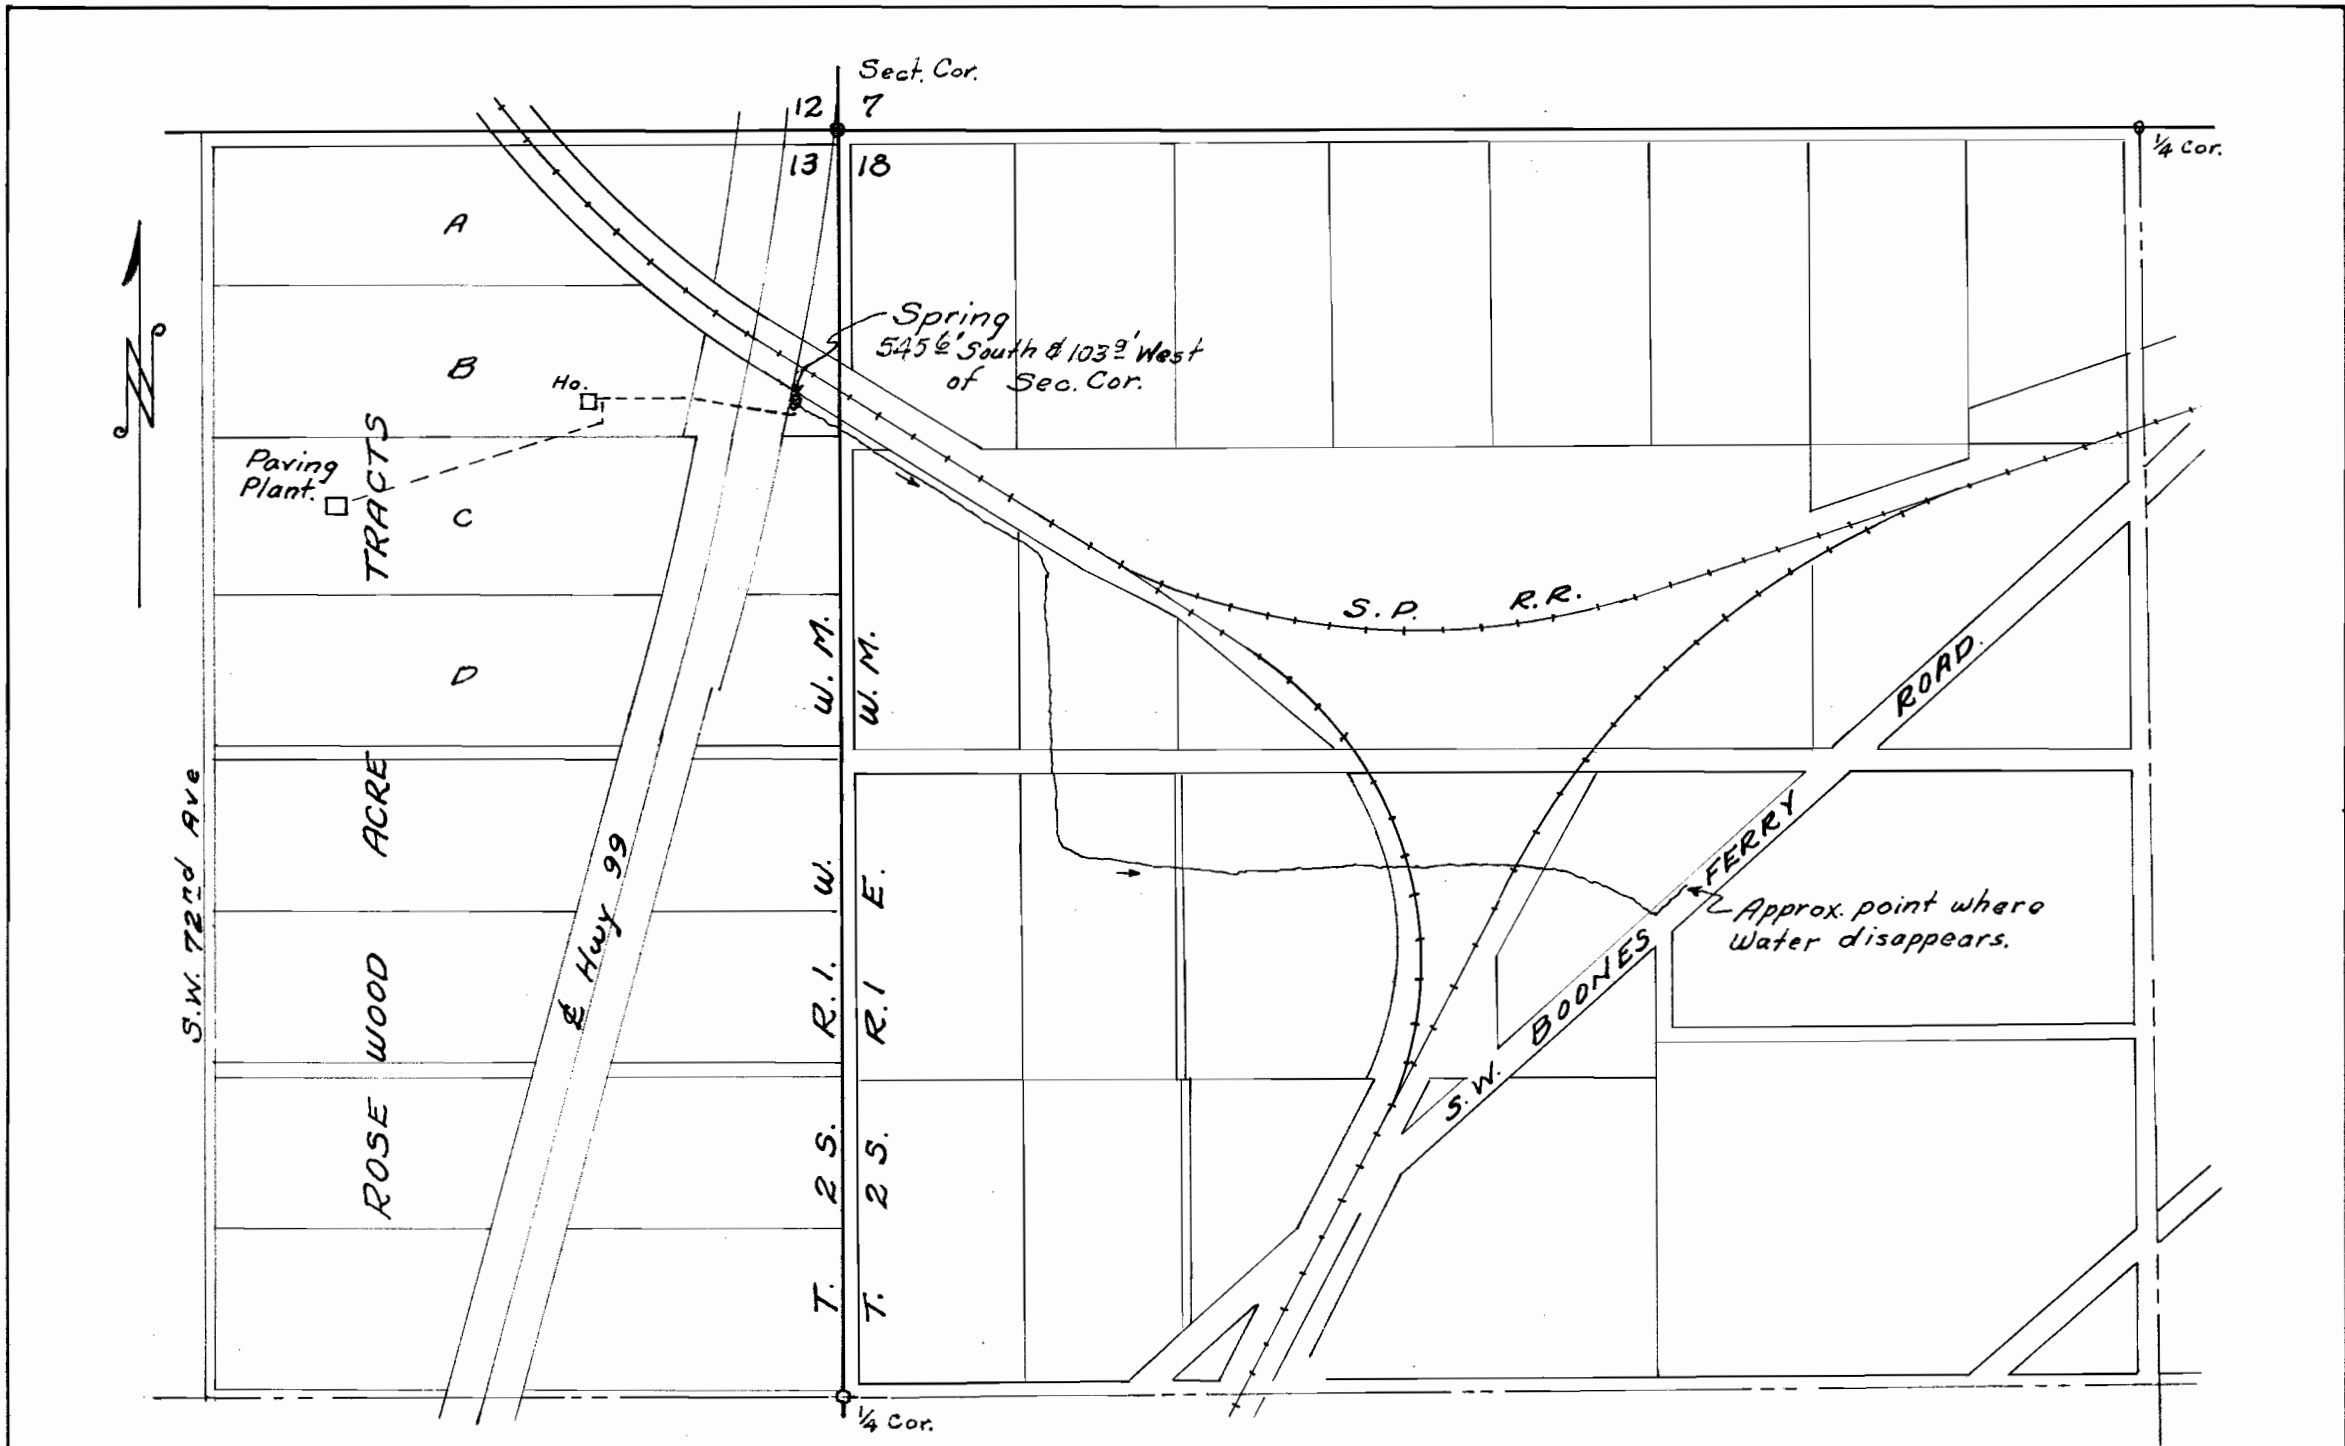 Sect. Cor.
12 7
13 18
1/4 Cor.
A
B
C
D
Spring
545 6' South & 103 9' West
of Sec. Cor.
Ho.
Paving
Plant.
ROSE WOOD ACRE TRACTS
S.W. 72nd Ave
℄ Hwy 99
T. 2 S. R. 1. W. W. M.
T. 2 S. R. 1 E. W. M.
S. P. R. R.
S. W. BOONES FERRY ROAD.
Approx. point where
Water disappears.
1/4 Cor.
N